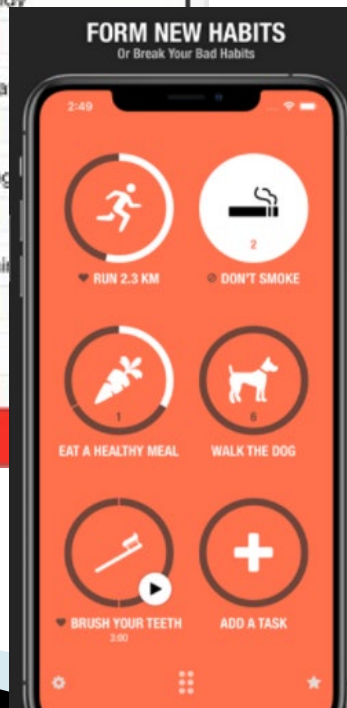 FORM NEW HABITS
Or Break Your Bad Habits
2:49
2
RUN 2.3 KM
DON'T SMOKE
1
6
EAT A HEALTHY MEAL
WALK THE DOG
BRUSH YOUR TEETH
ADD A TASK
3:00